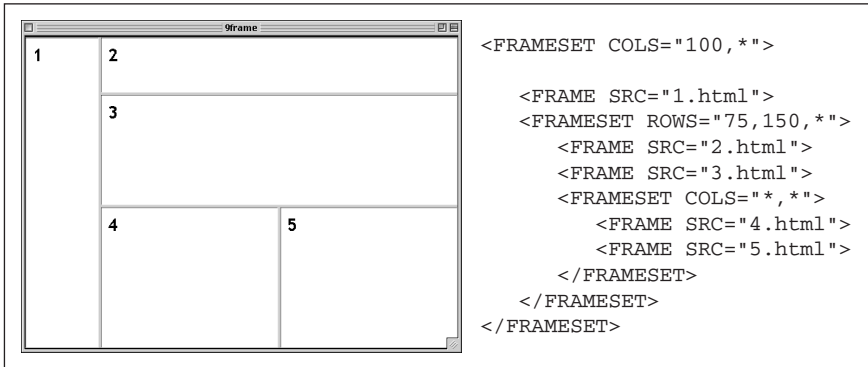 9frame
1
2
3
4
5
<FRAMESET COLS="100,*">
<FRAME SRC="1.html">
<FRAMESET ROWS="75,150,*">
<FRAME SRC="2.html">
<FRAME SRC="3.html">
<FRAMESET COLS="*,*">
<FRAME SRC="4.html">
<FRAME SRC="5.html">
</FRAMESET>
</FRAMESET>
</FRAMESET>